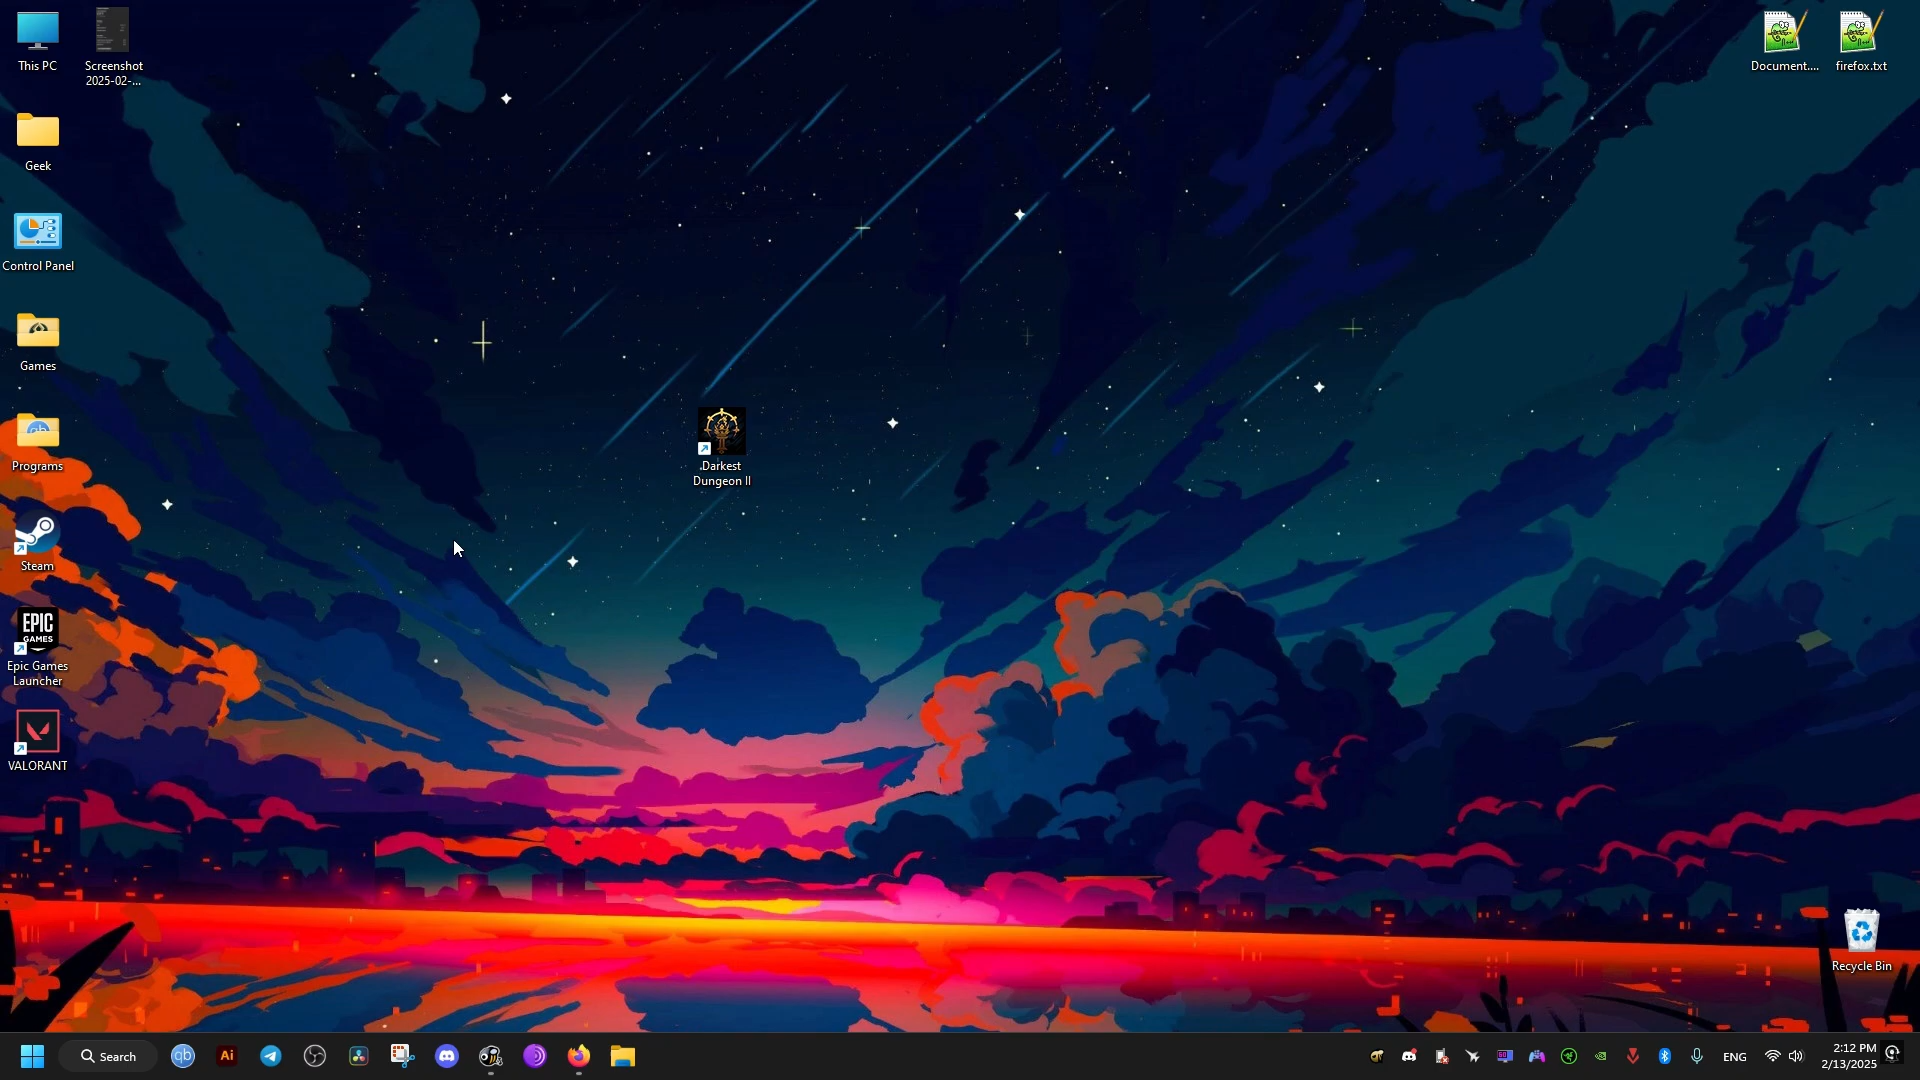 This PC
Screenshot
2025-02-...
Document....
firefox.txt
Geek
Control Panel
Games
Programs
Darkest
Dungeon II
Steam
EPIC
GAMES
Epic Games
Launcher
VALORANT
Recycle Bin
Search
qb
Ai
ENG
2:12 PM
2/13/2025